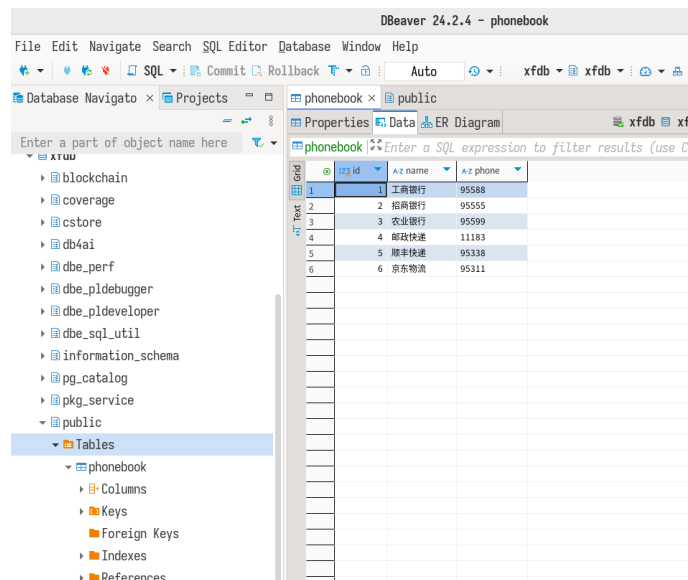 DBeaver 24.2.4 - phonebook
File Edit Navigate Search SQL Editor Database Window Help
SQL Commit Rollback Auto xfdb xfdb
Database Navigato Projects
phonebook public
Enter a part of object name here
Properties Data ER Diagram xfdb xf
phonebook Enter a SQL expression to filter results (use C
xfdb
blockchain
coverage
cstore
db4ai
dbe_perf
dbe_pldebugger
dbe_pldeveloper
dbe_sql_util
information_schema
pg_catalog
pkg_service
public
Tables
phonebook
Columns
Keys
Foreign Keys
Indexes
References
Grid
Text
123 id A-Z name A-Z phone
1 1 工商银行 95588
2 2 招商银行 95555
3 3 农业银行 95599
4 4 邮政快递 11183
5 5 顺丰快递 95338
6 6 京东物流 95311